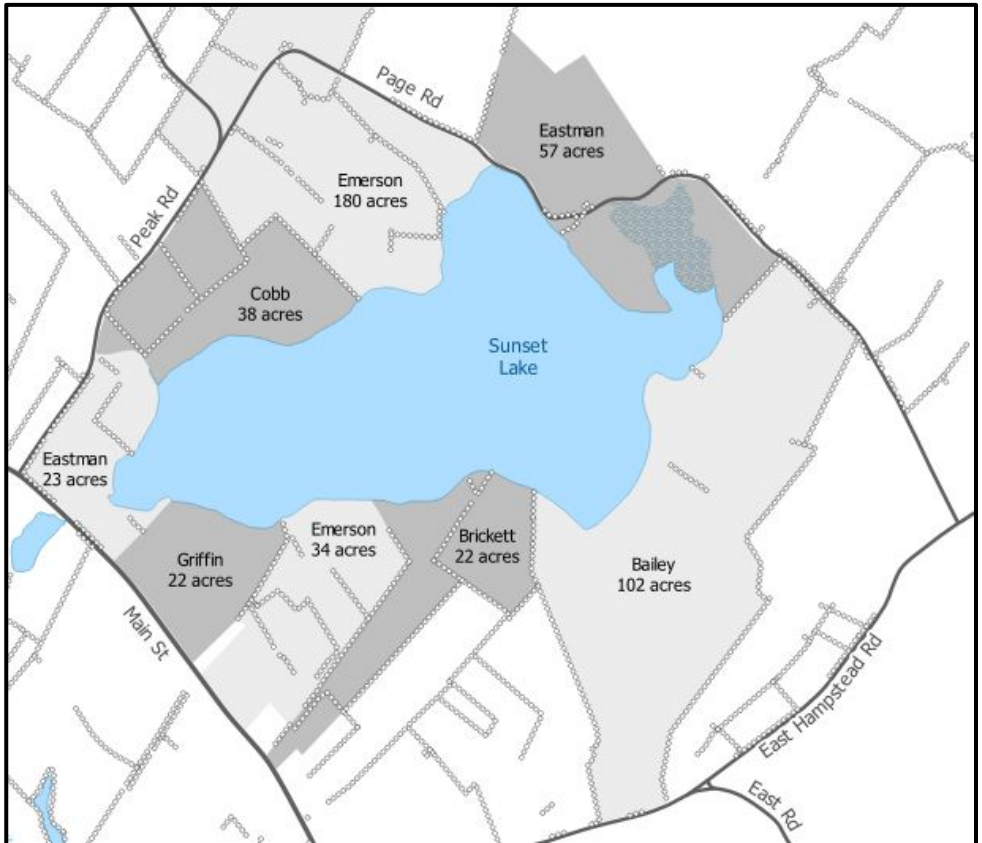 Page Rd
Eastman
57 acres
Emerson
180 acres
Peak Rd
Cobb
38 acres
Sunset
Lake
Eastman
23 acres
Emerson
34 acres
Brickett
22 acres
Griffin
22 acres
Bailey
102 acres
Main St
East Hampstead Rd
East Rd